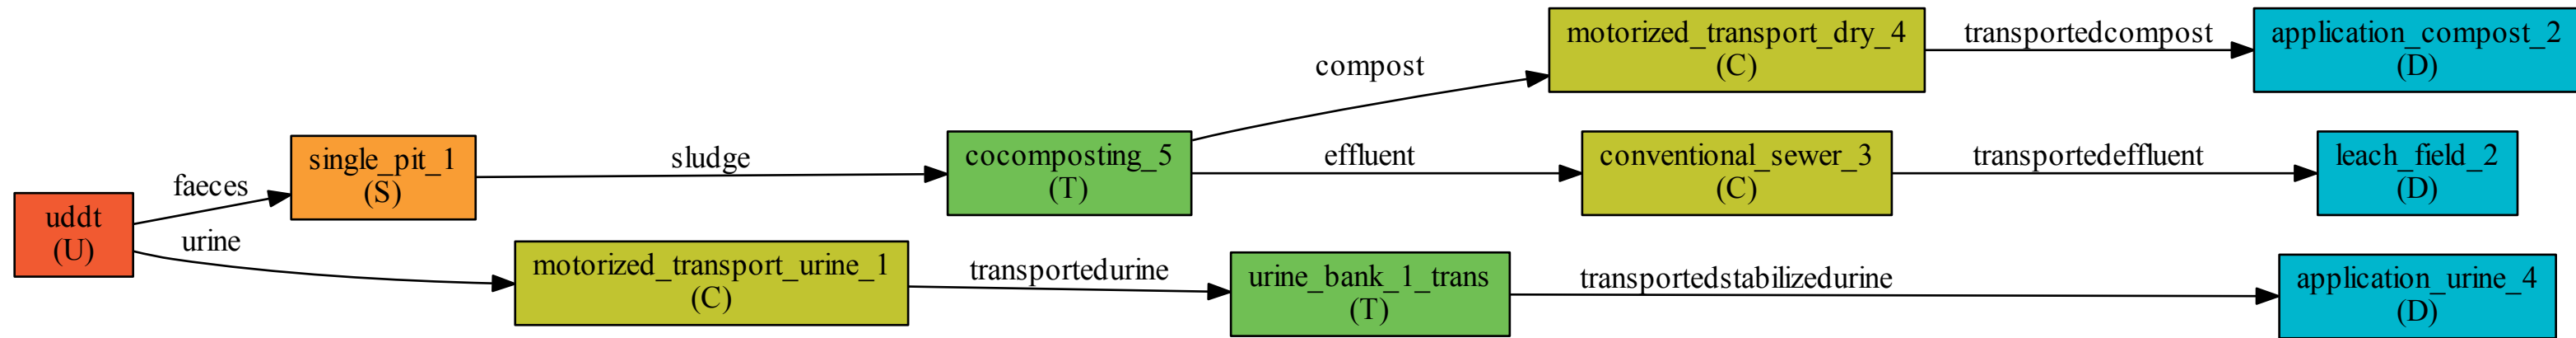 motorized_transport_dry_4
(C)
transportedcompost
application_compost_2
(D)
compost
single_pit_1
(S)
sludge
cocomposting_5
(T)
effluent
conventional_sewer_3
(C)
transportedeffluent
leach_field_2
(D)
faeces
uddt
(U)
urine
motorized_transport_urine_1
(C)
transportedurine
urine_bank_1_trans
(T)
transportedstabilizedurine
application_urine_4
(D)